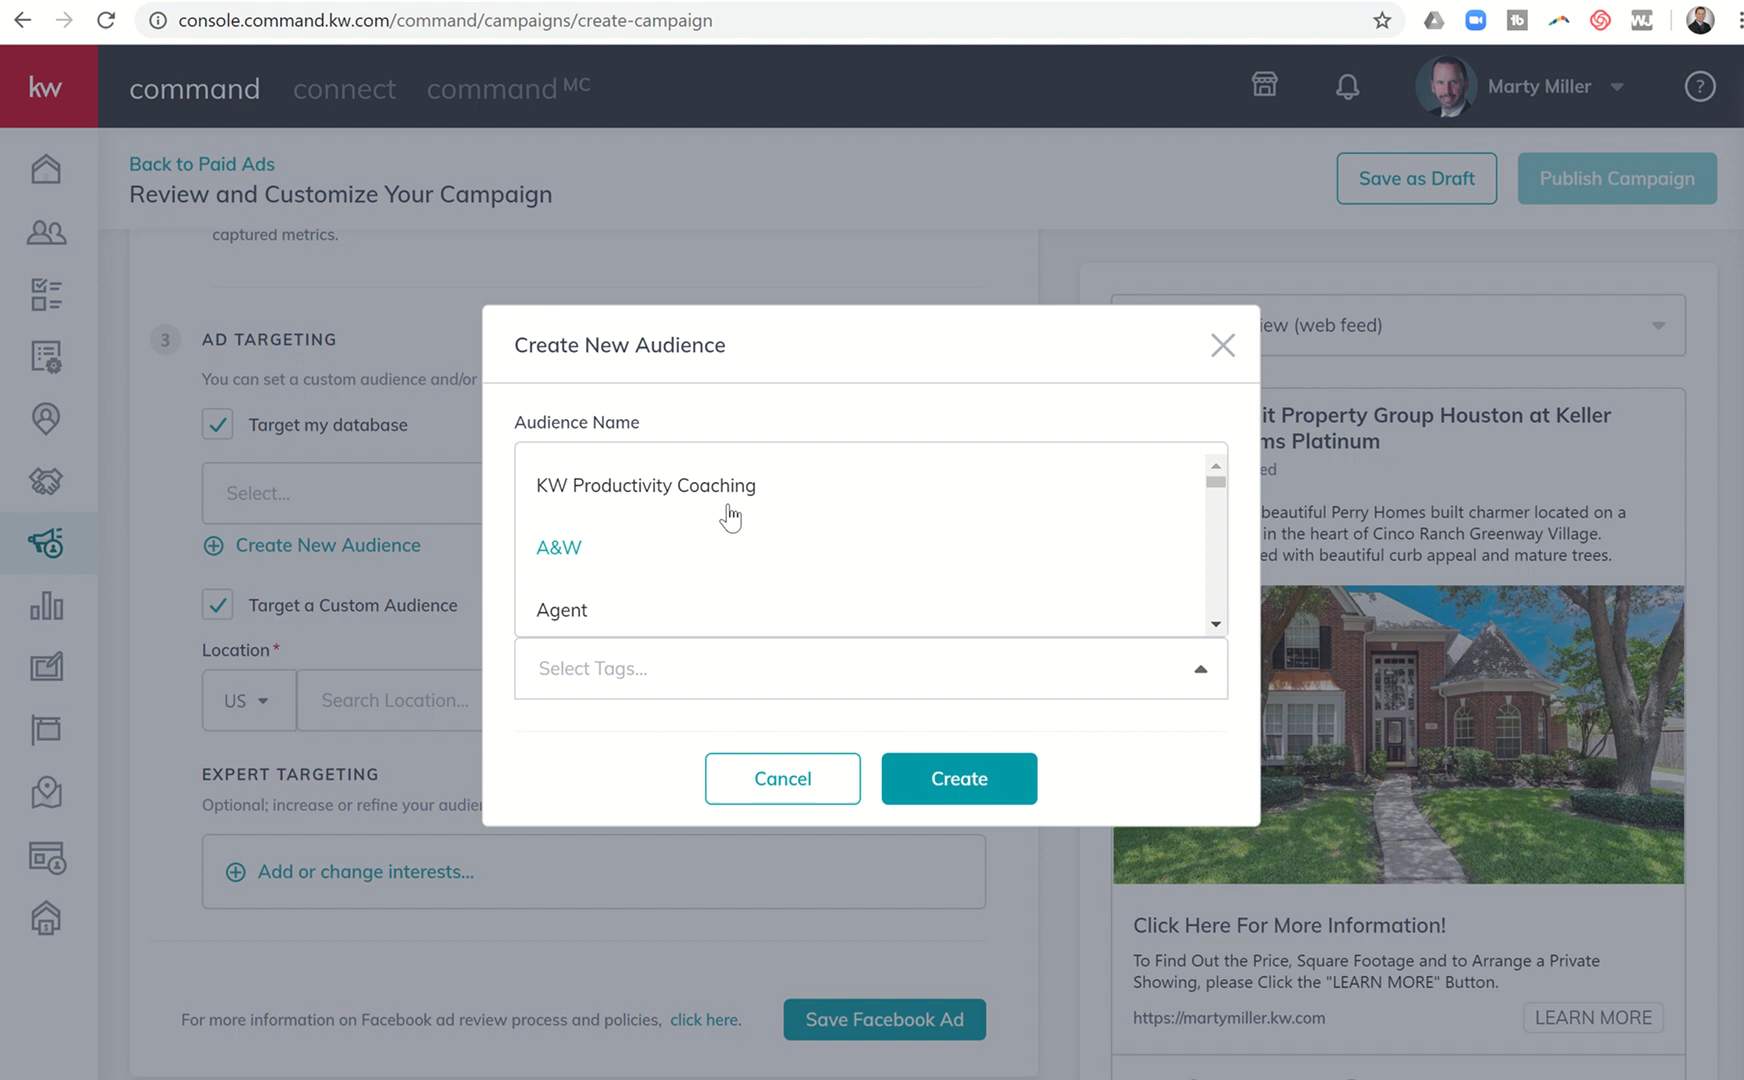 console.command.kw.com/command/campaigns/create-campaign
kw
command
connect
command MC
Marty Miller
Back to Paid Ads
Review and Customize Your Campaign
Save as Draft
Publish Campaign
captured metrics.
3
AD TARGETING
You can set a custom audience and/or
Target my database
Select...
Create New Audience
Target a Custom Audience
Location*
US
Search Location...
EXPERT TARGETING
Optional; increase or refine your audie
Add or change interests...
For more information on Facebook ad review process and policies, click here.
Save Facebook Ad
Create New Audience
Audience Name
KW Productivity Coaching
A&W
Agent
Select Tags...
Cancel
Create
iew (web feed)
it Property Group Houston at Keller
ms Platinum
ed
beautiful Perry Homes built charmer located on a
in the heart of Cinco Ranch Greenway Village.
ed with beautiful curb appeal and mature trees.
Click Here For More Information!
To Find Out the Price, Square Footage and to Arrange a Private
Showing, please Click the "LEARN MORE" Button.
https://martymiller.kw.com
LEARN MORE